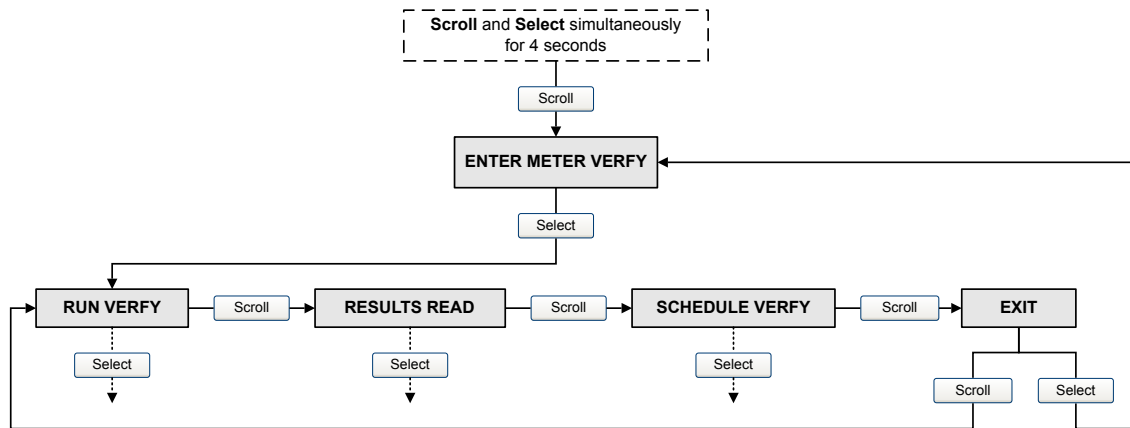 Scroll and Select simultaneously
for 4 seconds
Scroll
ENTER METER VERFY
Select
RUN VERFY
Scroll
RESULTS READ
Scroll
SCHEDULE VERFY
Scroll
EXIT
Select
Select
Select
Scroll
Select